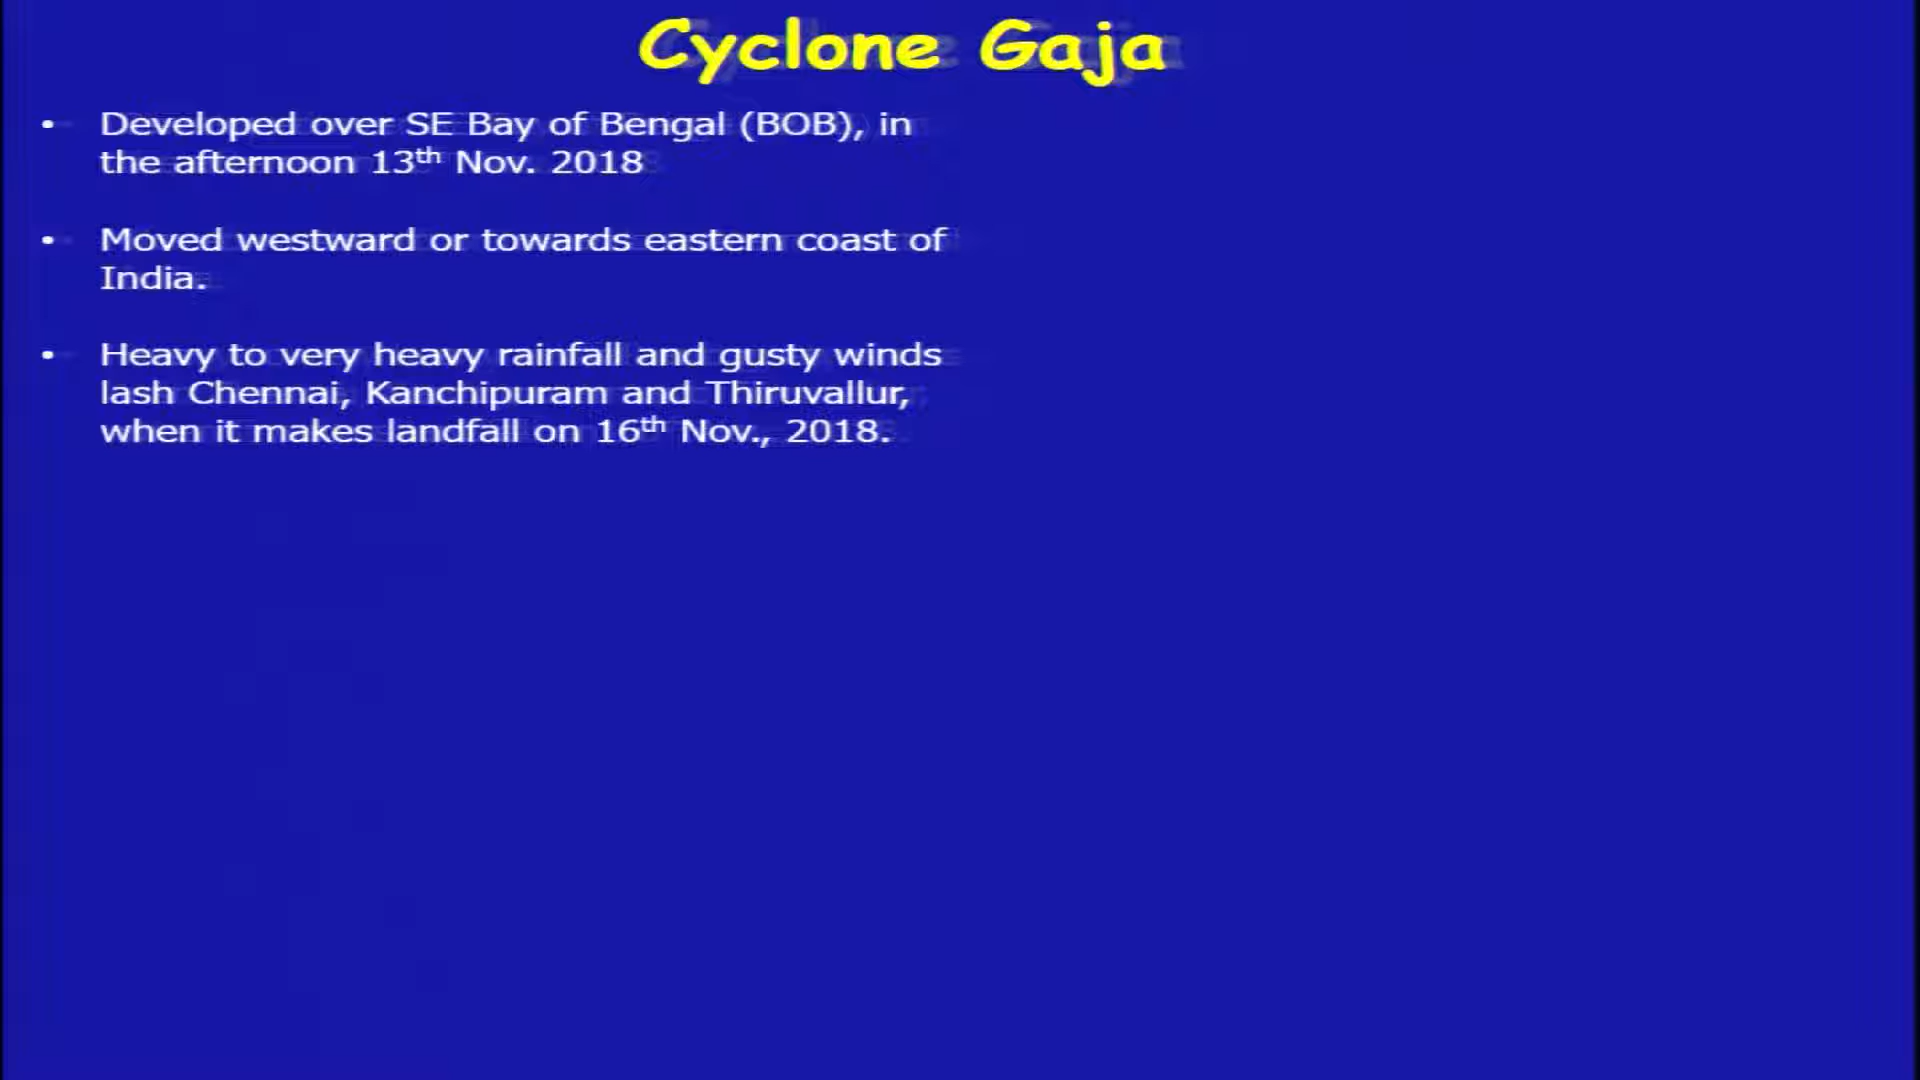 Cyclone Gaja
• Developed over SE Bay of Bengal (BOB), in
the afternoon 13th Nov. 2018
• Moved westward or towards eastern coast of
India.
• Heavy to very heavy rainfall and gusty winds
lash Chennai, Kanchipuram and Thiruvallur,
when it makes landfall on 16th Nov., 2018.